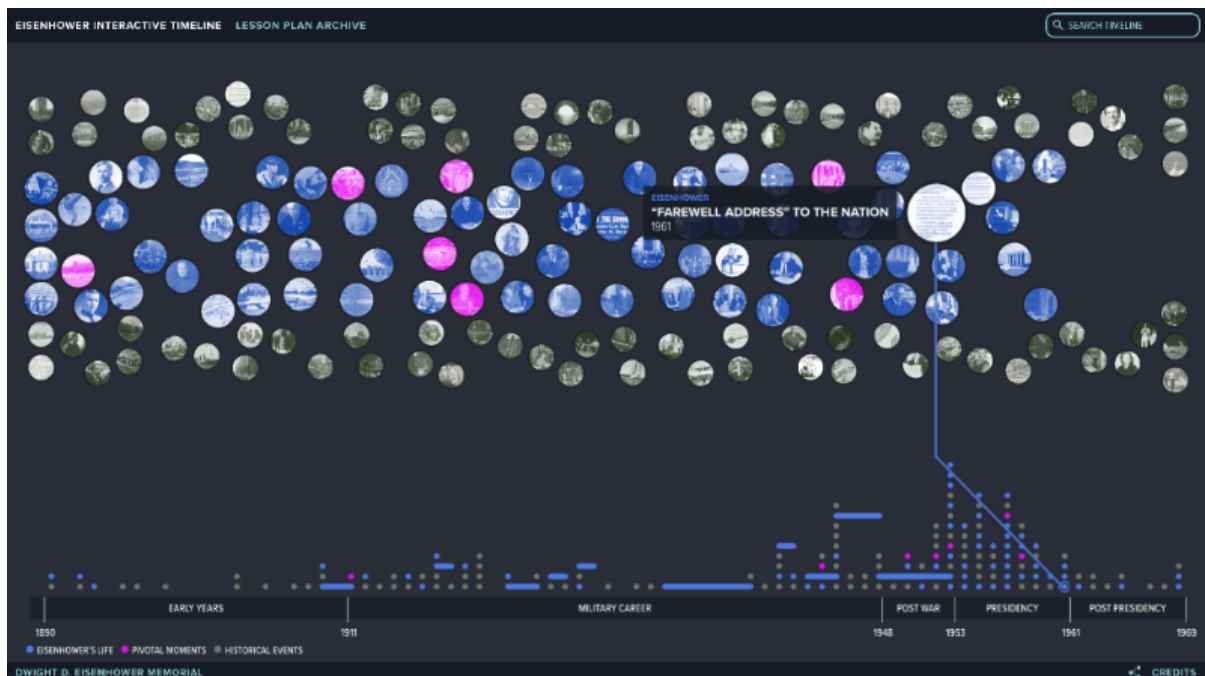 EISENHOWER INTERACTIVE TIMELINE LESSON PLAN ARCHIVE
SEARCH TIMELINE
EISENHOWER
"FAREWELL ADDRESS" TO THE NATION
1961
EARLY YEARS MILITARY CAREER POST WAR PRESIDENCY POST PRESIDENCY
1890 1911 1948 1953 1961 1969
EISENHOWER'S LIFE PIVOTAL MOMENTS HISTORICAL EVENTS
DWIGHT D. EISENHOWER MEMORIAL CREDITS